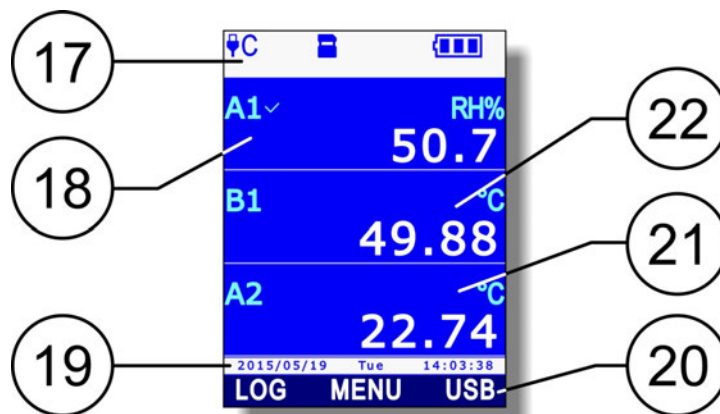 17
C
A1✓ RH%
50.7
18
22
B1 °C
49.88
21
A2 °C
22.74
19
2015/05/19 Tue 14:03:38
LOG MENU USB
20